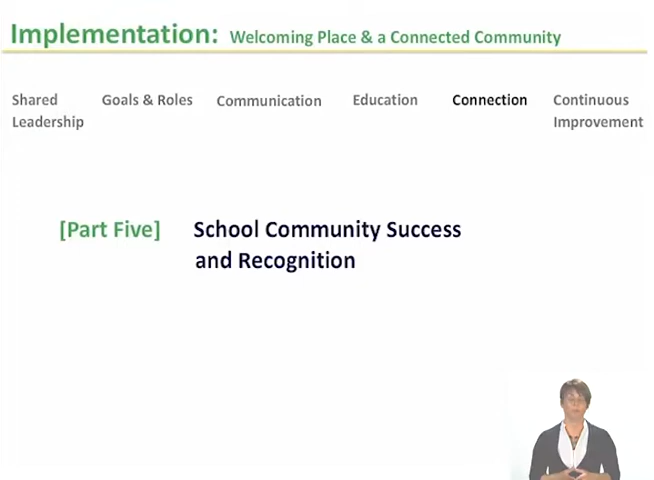 Implementation: Welcoming Place & a Connected Community
Shared Leadership
Goals & Roles
Communication
Education
Connection
Continuous Improvement
[Part Five] School Community Success
and Recognition